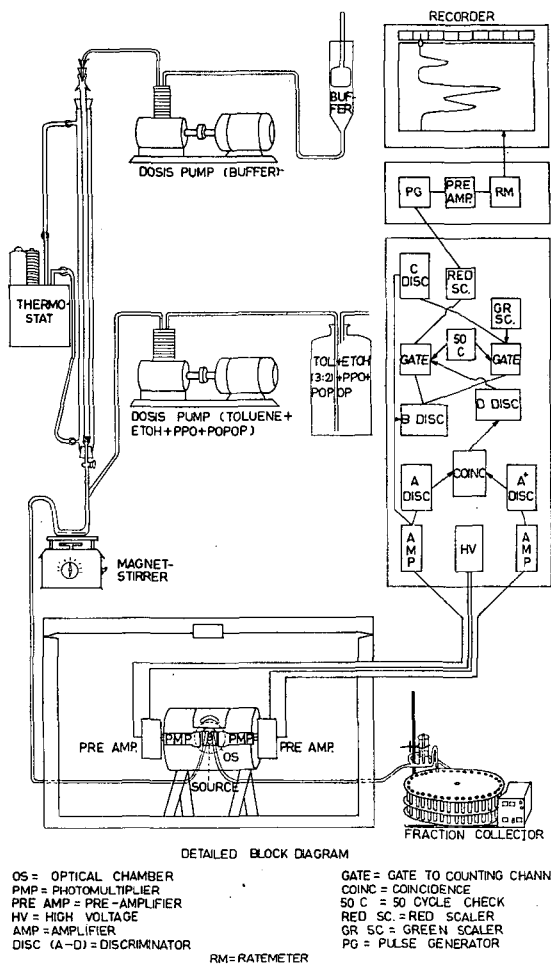 RECORDER
BUF-
FER
DOSIS PUMP (BUFFER)
PG
PRE
AMP.
RM
C
DISC
RED
SC.
GR
SC.
THERMO-
STAT
50
C
GATE
GATE
TOL+ETOH
(3:2)+PPO+
POPOP
DOSIS PUMP (TOLUENE+
ETOH+PPO+POPOP)
B DISC
D DISC
A
DISC
COINC
A*
DISC
AMP
HV
AMP
MAGNET-
STIRRER
PRE AMP.
PMP
PMP
PRE AMP.
OS
SOURCE
FRACTION COLLECTOR
DETAILED BLOCK DIAGRAM
OS = OPTICAL CHAMBER
PMP = PHOTOMULTIPLIER
PRE AMP = PRE-AMPLIFIER
HV = HIGH VOLTAGE
AMP = AMPLIFIER
DISC (A-D) = DISCRIMINATOR
GATE = GATE TO COUNTING CHANN
COINC = COINCIDENCE
50 C = 50 CYCLE CHECK
RED SC. = RED SCALER
GR SC = GREEN SCALER
PG = PULSE GENERATOR
RM = RATEMETER